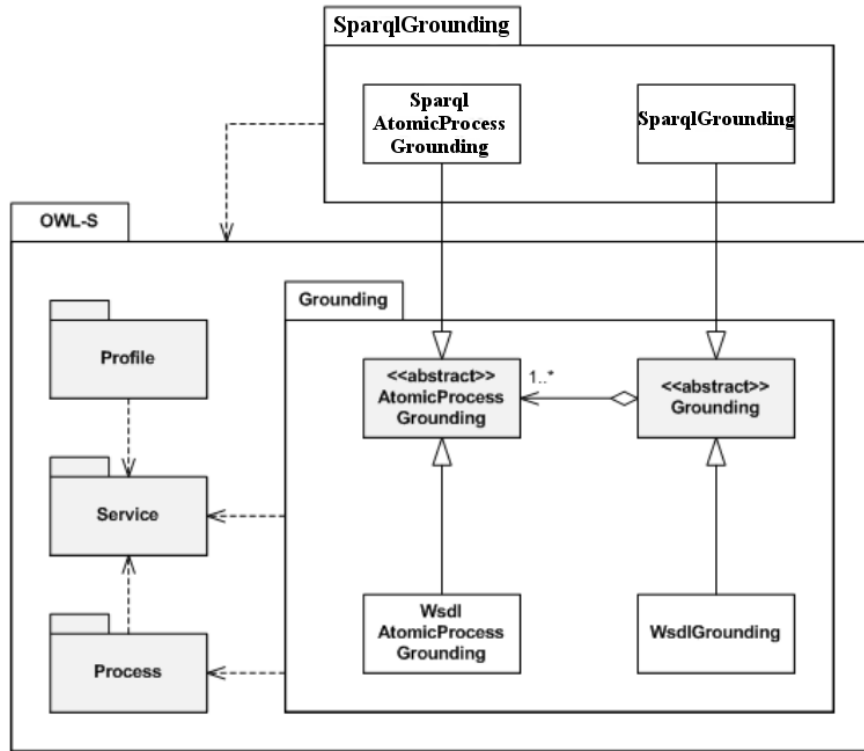 SparqlGrounding
Sparql
AtomicProcess
Grounding
SparqlGrounding
OWL-S
Grounding
Profile
<<abstract>>
AtomicProcess
Grounding
1..*
<<abstract>>
Grounding
Service
Wsdl
AtomicProcess
Grounding
WsdlGrounding
Process